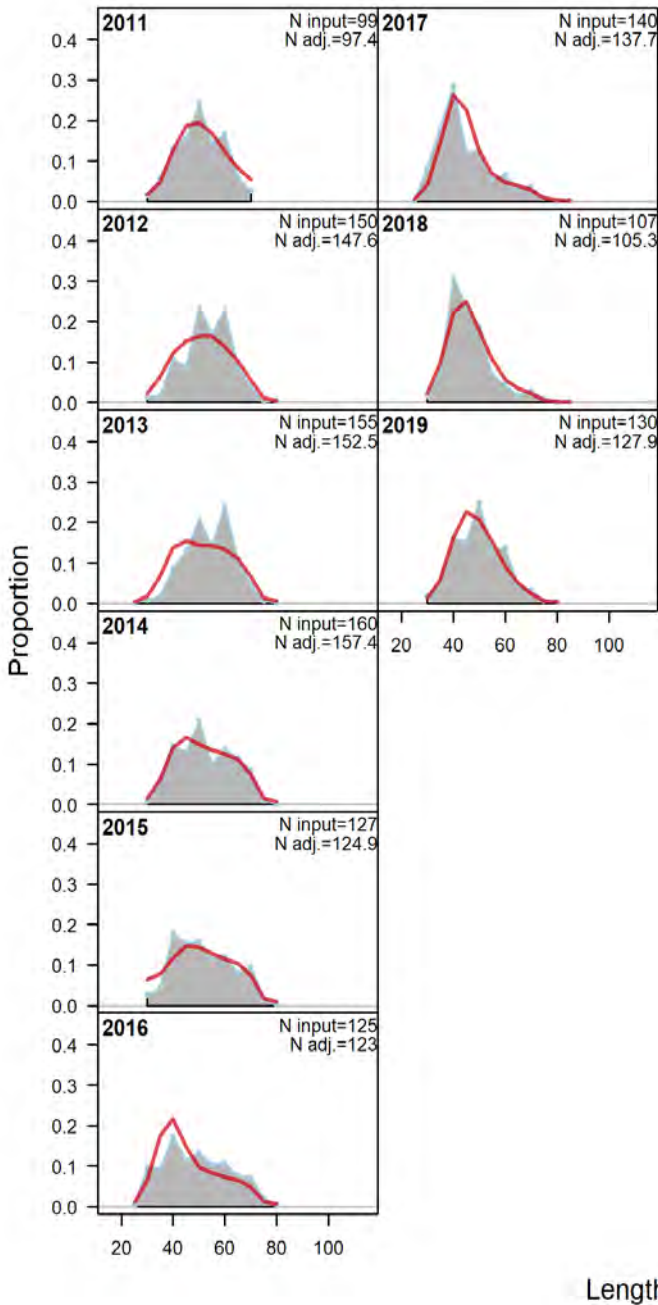 2011
N input=99
N adj.=97.4
0.4
0.3
0.2
0.1
0.0
2012
N input=150
N adj.=147.6
0.4
0.3
0.2
0.1
0.0
2013
N input=155
N adj.=152.5
0.4
0.3
0.2
0.1
0.0
2014
N input=160
N adj.=157.4
0.4
0.3
0.2
0.1
0.0
2015
N input=127
N adj.=124.9
0.4
0.3
0.2
0.1
0.0
2016
N input=125
N adj.=123
0.4
0.3
0.2
0.1
0.0
20 40 60 80 100
2017
N input=140
N adj.=137.7
2018
N input=107
N adj.=105.3
2019
N input=130
N adj.=127.9
20 40 60 80 100
Proportion
Length